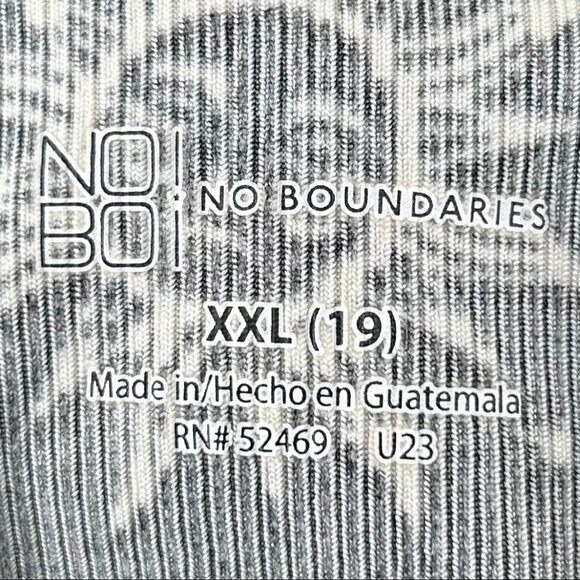 NO
BO
NO BOUNDARIES
XXL (19)
Made in/Hecho en Guatemala
RN# 52469 U23